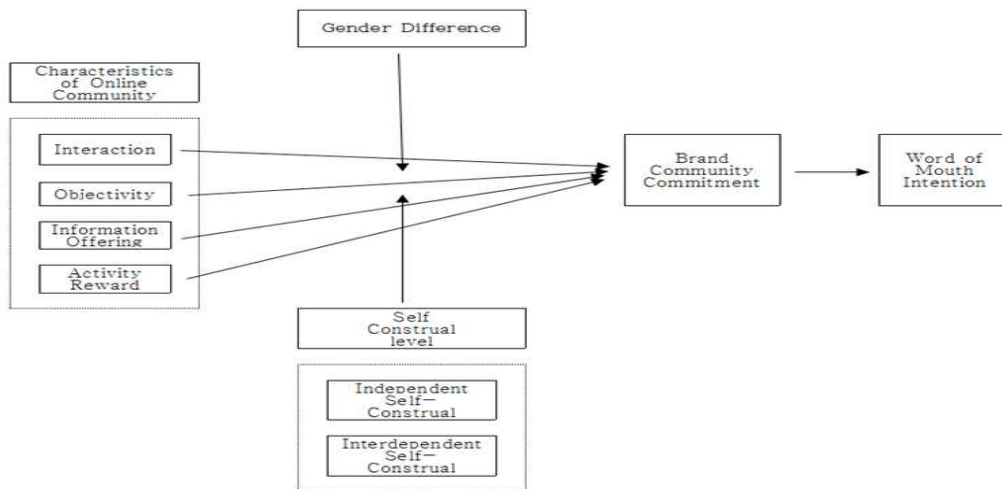 Gender Difference
Characteristics
of Online
Community
Interaction
Objectivity
Information
Offering
Activity
Reward
Brand
Community
Commitment
Word of
Mouth
Intention
Self
Construal
level
Independent
Self-
Construal
Interdependent
Self-
Construal